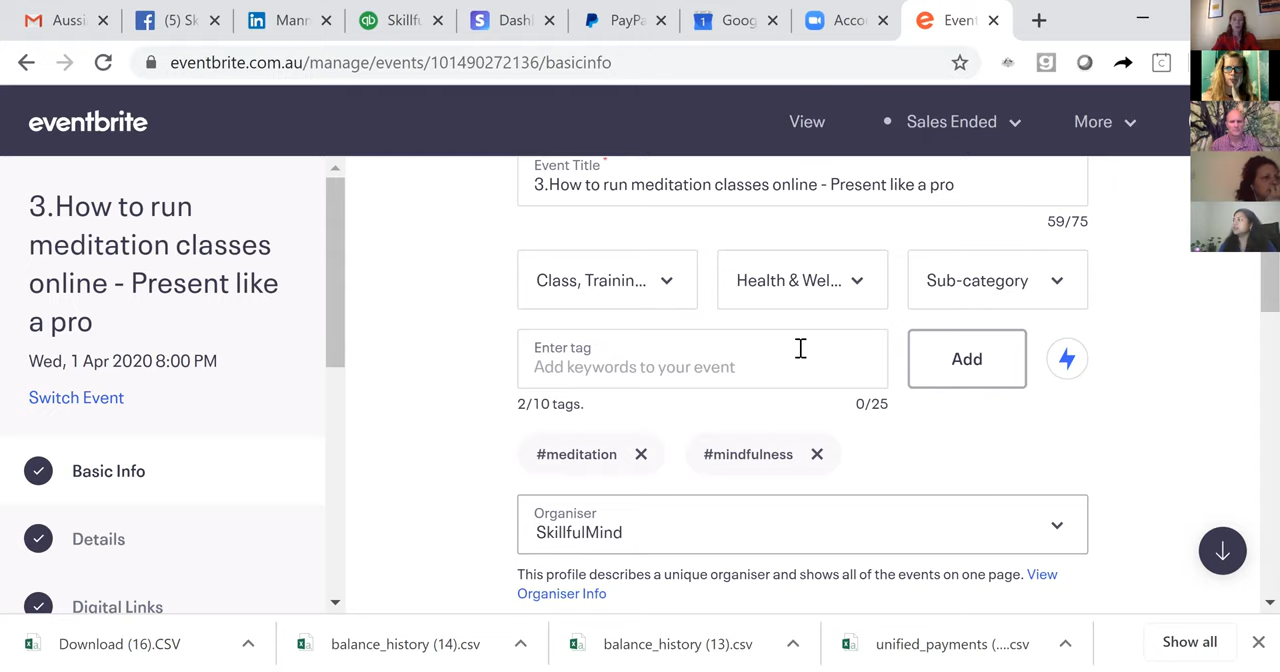 Aussi
(5) Sk
Mann
Skillfu
Dash
PayPa
Goog
Acco
Event
eventbrite.com.au/manage/events/101490272136/basicinfo
eventbrite
View
Sales Ended
More
3.How to run
meditation classes
online - Present like
a pro
Wed, 1 Apr 2020 8:00 PM
Switch Event
Basic Info
Details
Digital Links
Event Title *
3.How to run meditation classes online - Present like a pro
59/75
Class, Trainin...
Health & Wel...
Sub-category
Enter tag
Add keywords to your event
Add
2/10 tags.
0/25
#meditation
#mindfulness
Organiser
SkillfulMind
This profile describes a unique organiser and shows all of the events on one page. View
Organiser Info
Download (16).CSV
balance_history (14).csv
balance_history (13).csv
unified_payments (....csv
Show all